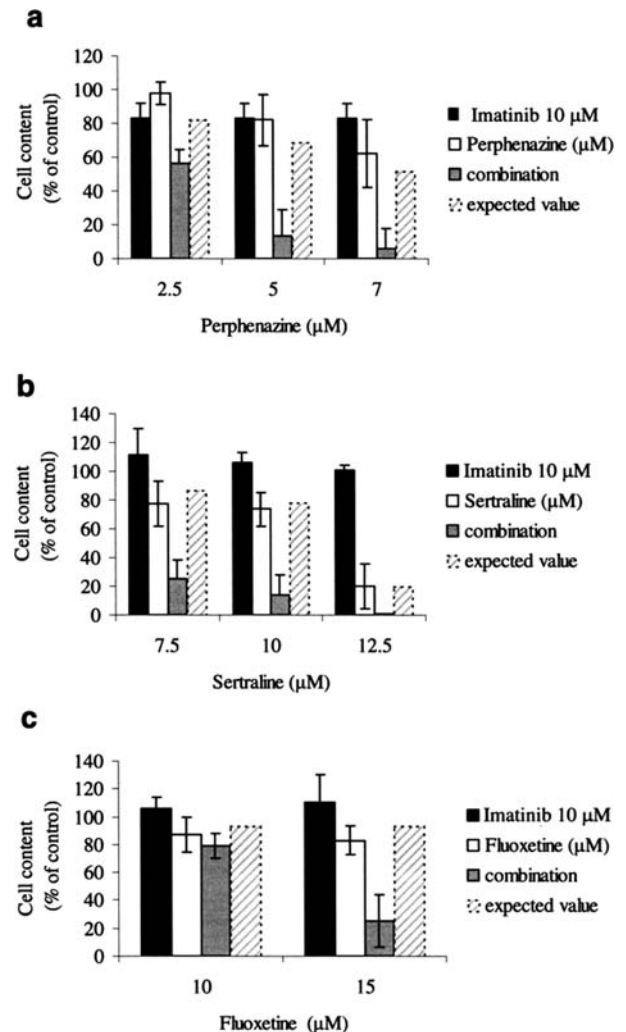 a
120
100
80
60
40
20
0
Cell content
(% of control)
2.5 5 7
Perphenazine (µM)
Imatinib 10 µM
Perphenazine (µM)
combination
expected value
b
140
120
100
80
60
40
20
0
Cell content
(% of control)
7.5 10 12.5
Sertraline (µM)
Imatinib 10 µM
Sertraline (µM)
combination
expected value
c
140
120
100
80
60
40
20
0
Cell content
(% of control)
10 15
Fluoxetine (µM)
Imatinib 10 µM
Fluoxetine (µM)
combination
expected value